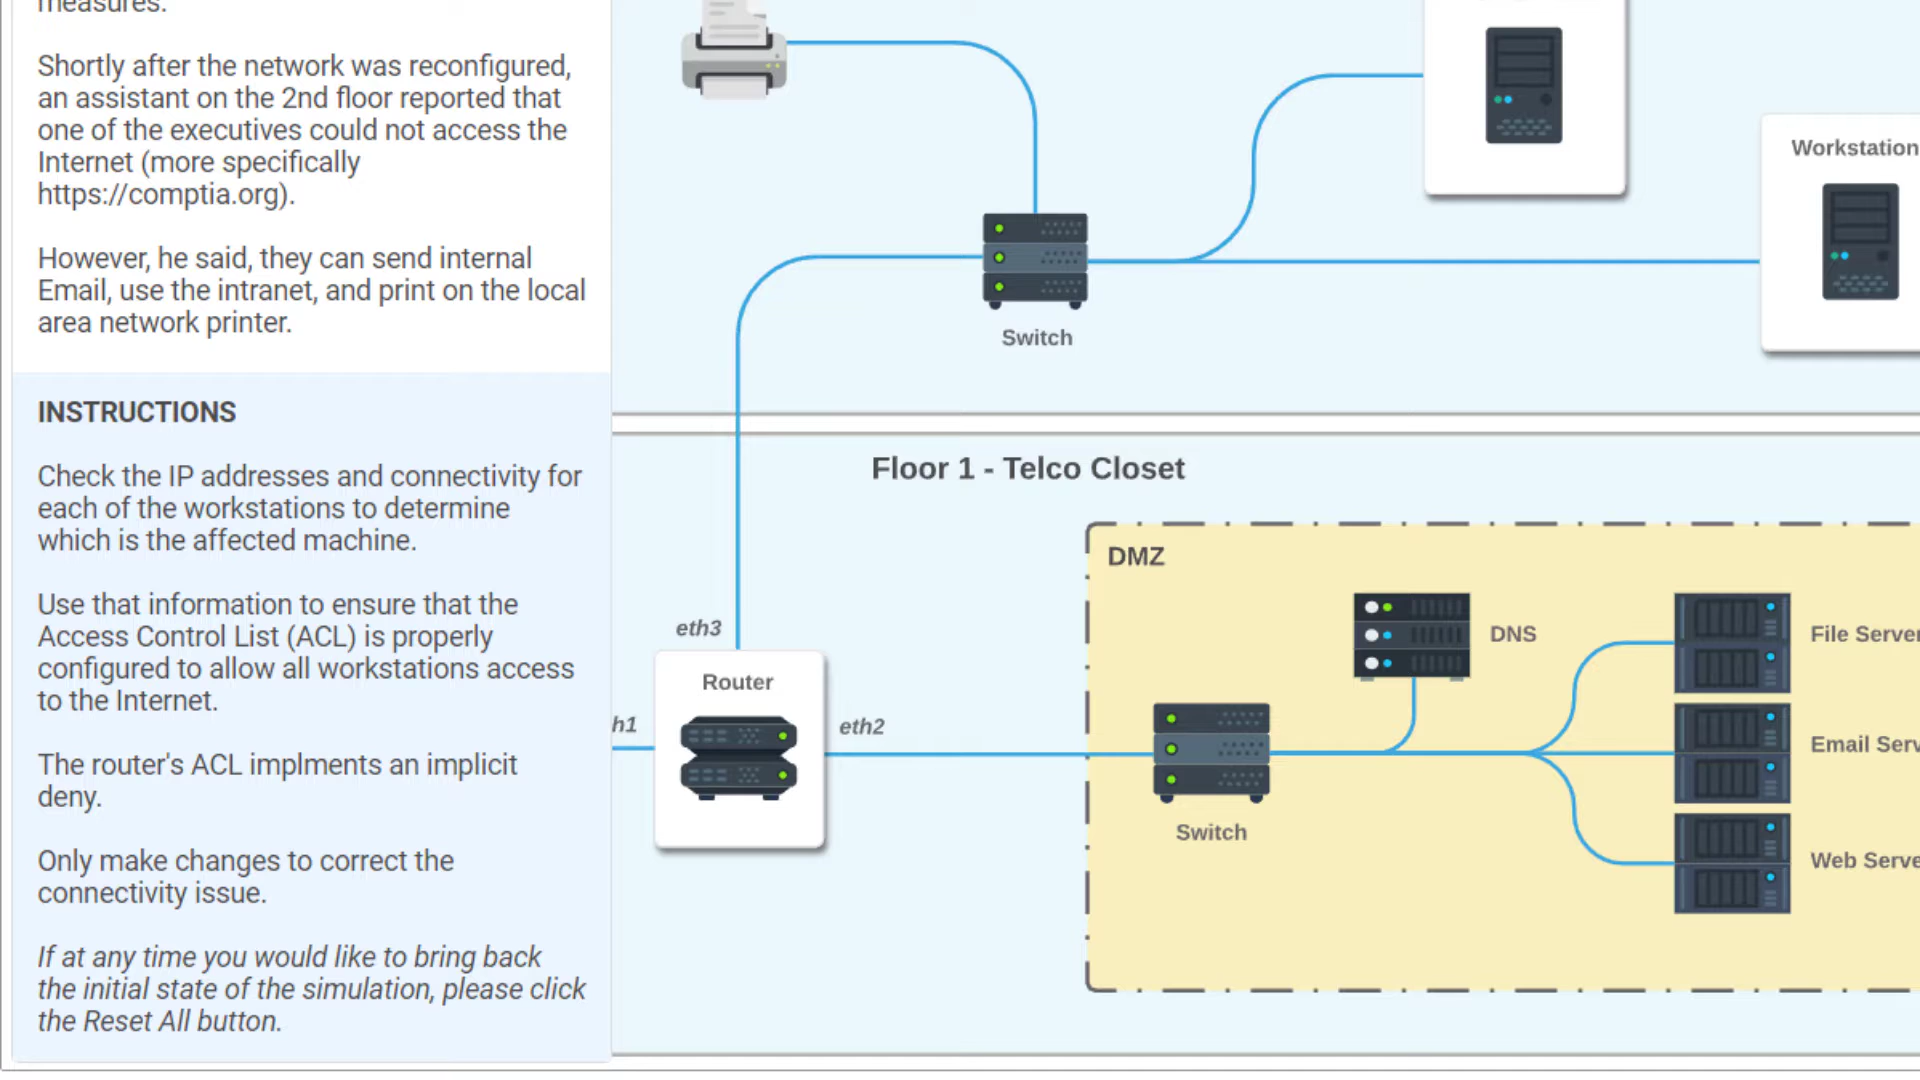 measures.
Shortly after the network was reconfigured,
an assistant on the 2nd floor reported that
one of the executives could not access the
Internet (more specifically
https://comptia.org).
However, he said, they can send internal
Email, use the intranet, and print on the local
area network printer.
INSTRUCTIONS
Check the IP addresses and connectivity for
each of the workstations to determine
which is the affected machine.
Use that information to ensure that the
Access Control List (ACL) is properly
configured to allow all workstations access
to the Internet.
The router's ACL implments an implicit
deny.
Only make changes to correct the
connectivity issue.
If at any time you would like to bring back
the initial state of the simulation, please click
the Reset All button.
Workstation
Switch
Floor 1 - Telco Closet
DMZ
eth3
Router
h1
eth2
DNS
Switch
File Server
Email Serv
Web Serve